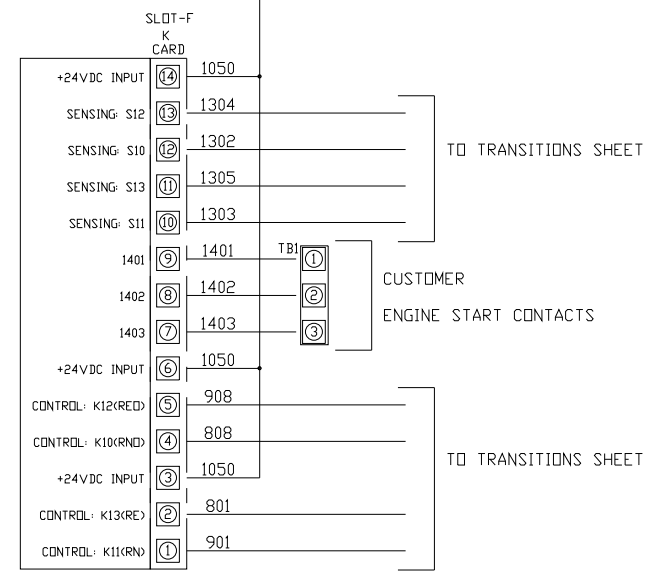 SLOT-F
K
CARD
+24VDC INPUT 14 1050
SENSING: S12 13 1304
SENSING: S10 12 1302
TO TRANSITIONS SHEET
SENSING: S13 11 1305
SENSING: S11 10 1303
1401 9 1401 TB1 1
CUSTOMER
1402 8 1402 2
ENGINE START CONTACTS
1403 7 1403 3
+24VDC INPUT 6 1050
CONTROL: K12(REO) 5 908
CONTROL: K10(RNO) 4 808
TO TRANSITIONS SHEET
+24VDC INPUT 3 1050
CONTROL: K13(RE) 2 801
CONTROL: K11(RN) 1 901